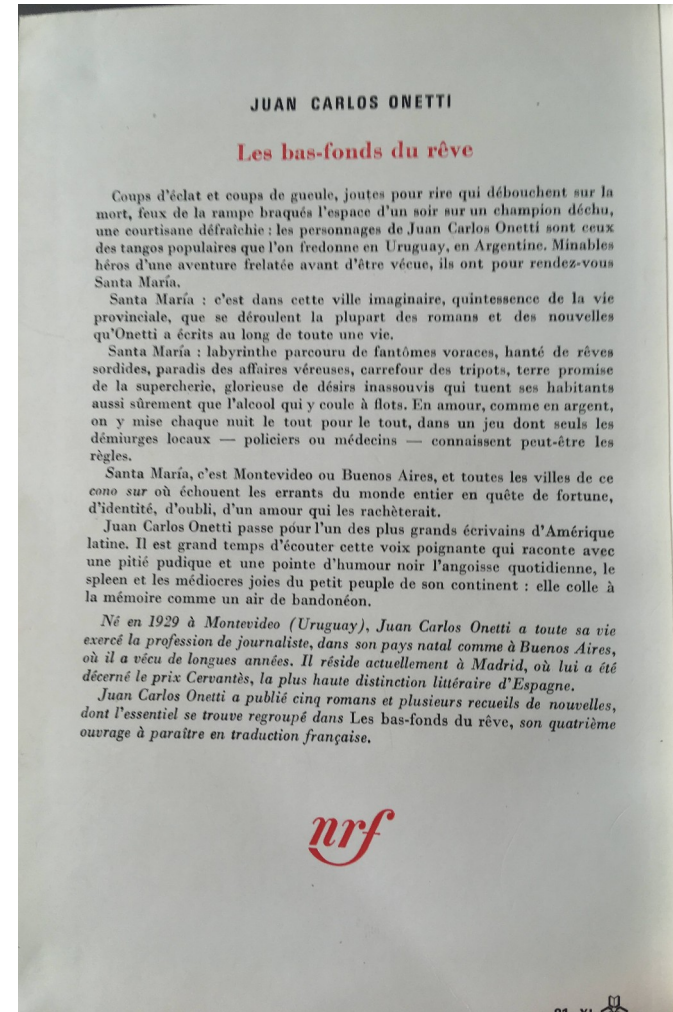 JUAN CARLOS ONETTI
Les bas-fonds du rêve
Coups d'éclat et coups de gueule, joutes pour rire qui débouchent sur la
mort, feux de la rampe braqués l'espace d'un soir sur un champion déchu,
une courtisane défraîchie : les personnages de Juan Carlos Onetti sont ceux
des tangos populaires que l'on fredonne en Uruguay, en Argentine. Minables
héros d'une aventure frelatée avant d'être vécue, ils ont pour rendez-vous
Santa María.
Santa María : c'est dans cette ville imaginaire, quintessence de la vie
provinciale, que se déroulent la plupart des romans et des nouvelles
qu'Onetti a écrits au long de toute une vie.
Santa María : labyrinthe parcouru de fantômes voraces, hanté de rêves
sordides, paradis des affaires véreuses, carrefour des tripots, terre promise
de la supercherie, glorieuse de désirs inassouvis qui tuent ses habitants
aussi sûrement que l'alcool qui y coule à flots. En amour, comme en argent,
on y mise chaque nuit le tout pour le tout, dans un jeu dont seuls les
démiurges locaux — policiers ou médecins — connaissent peut-être les
règles.
Santa María, c'est Montevideo ou Buenos Aires, et toutes les villes de ce
cono sur où échouent les errants du monde entier en quête de fortune,
d'identité, d'oubli, d'un amour qui les rachèterait.
Juan Carlos Onetti passe pour l'un des plus grands écrivains d'Amérique
latine. Il est grand temps d'écouter cette voix poignante qui raconte avec
une pitié pudique et une pointe d'humour noir l'angoisse quotidienne, le
spleen et les médiocres joies du petit peuple de son continent : elle colle à
la mémoire comme un air de bandonéon.
Né en 1929 à Montevideo (Uruguay), Juan Carlos Onetti a toute sa vie
exercé la profession de journaliste, dans son pays natal comme à Buenos Aires,
où il a vécu de longues années. Il réside actuellement à Madrid, où lui a été
décerné le prix Cervantès, la plus haute distinction littéraire d'Espagne.
Juan Carlos Onetti a publié cinq romans et plusieurs recueils de nouvelles,
dont l'essentiel se trouve regroupé dans Les bas-fonds du rêve, son quatrième
ouvrage à paraître en traduction française.
nrf